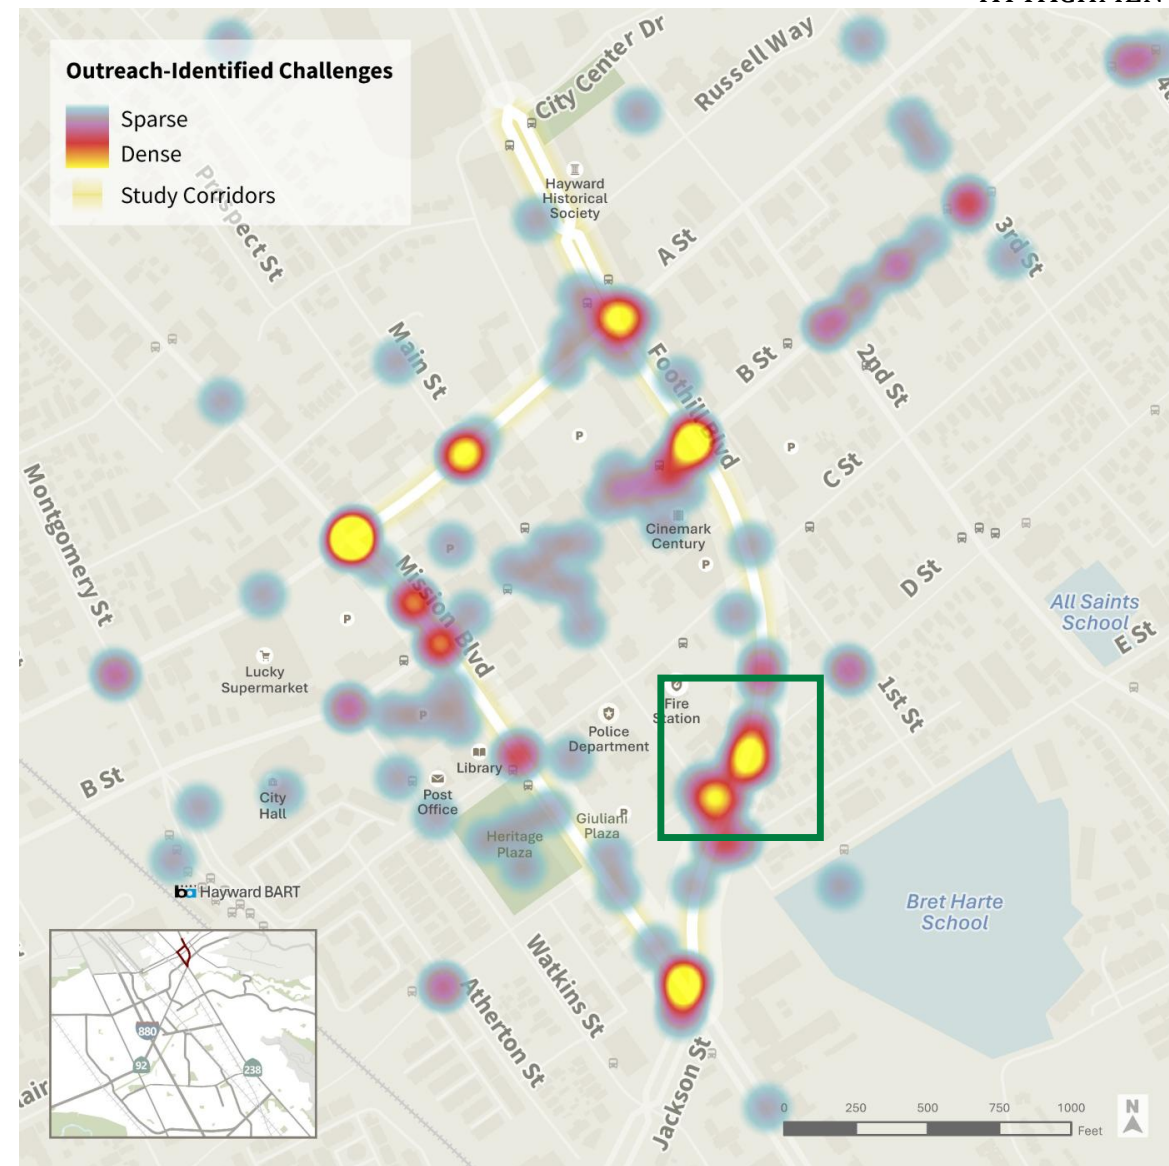 Outreach-Identified Challenges
Sparse
Dense
Study Corridors
City Center Dr
Russell Way
Prospect St
Hayward
Historical
Society
A St
3rd St
Main St
Foothill Blvd
B St
2nd St
P
P
C St
Montgomery St
Cinemark
Century
P
P
D St
Mission Blvd
All Saints
School
E St
P
Lucky
Supermarket
1st St
Fire
Station
P
Police
Department
Library
B St
Post
Office
City
Hall
Giuliani
Plaza
P
Heritage
Plaza
Hayward BART
Bret Harte
School
Watkins St
Atherton St
Jackson St
880
92
238
0 250 500 750 1000
Feet
N